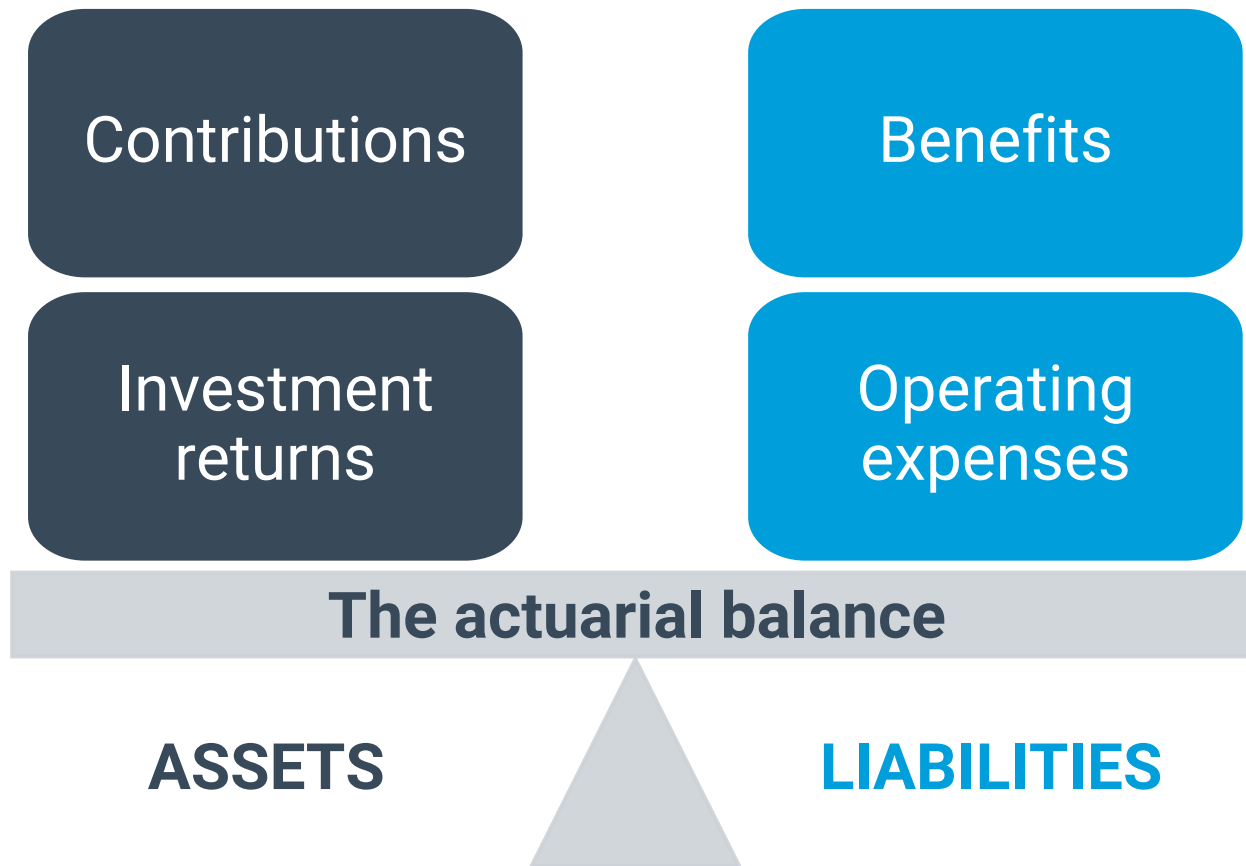 Contributions
Benefits
Investment
returns
Operating
expenses
The actuarial balance
ASSETS
LIABILITIES